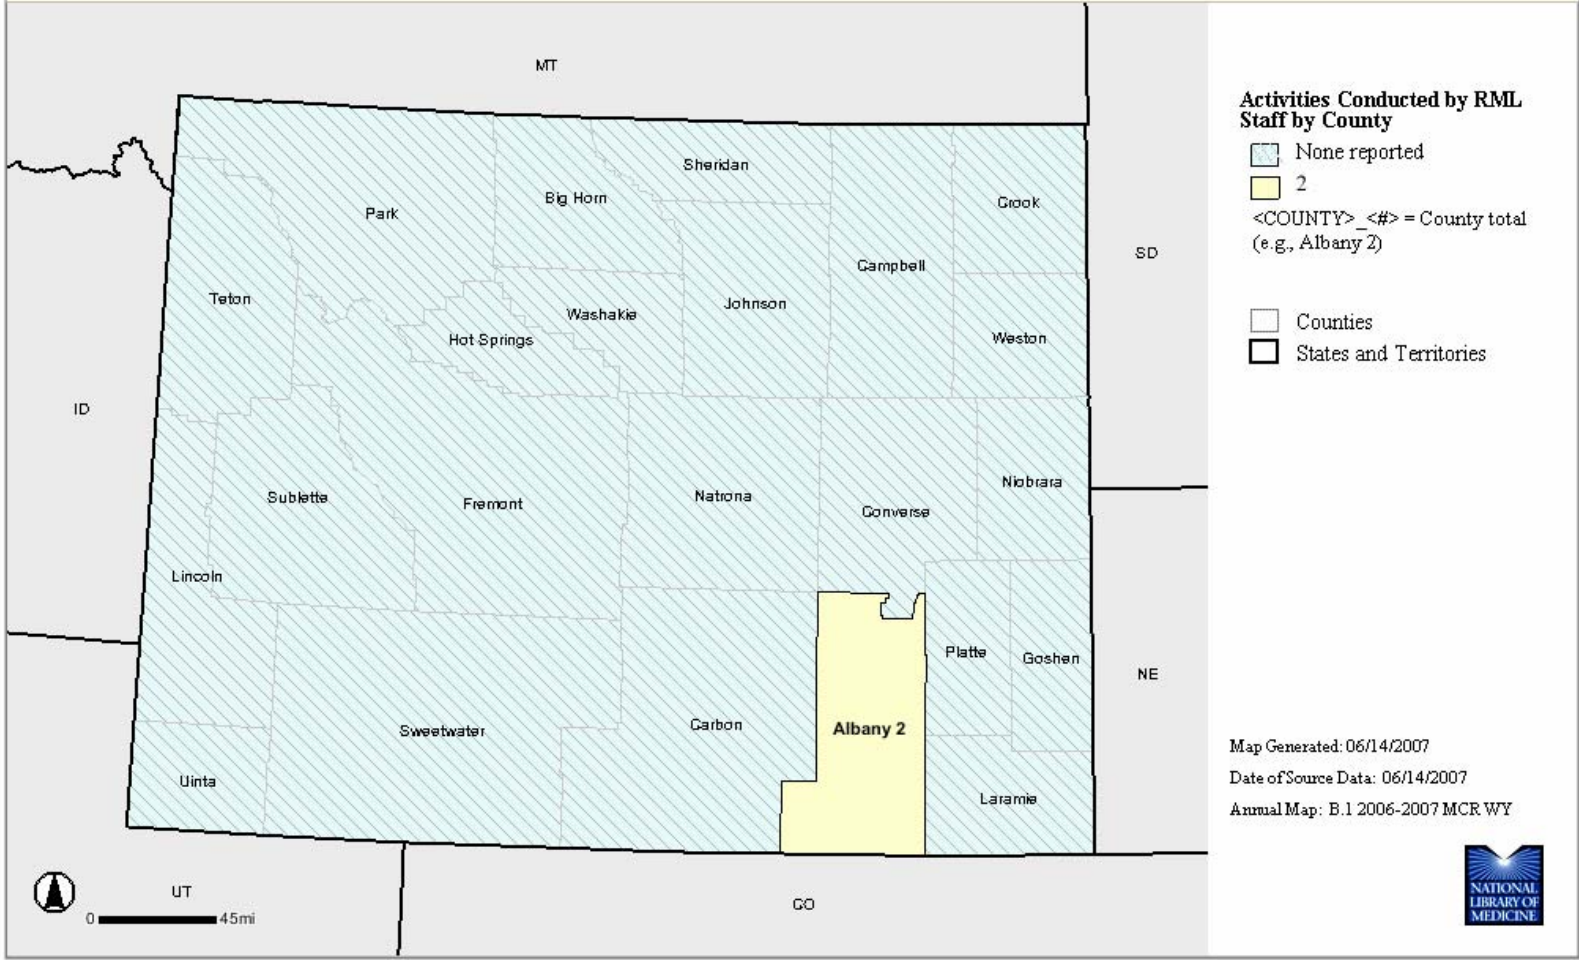 MT
Sheridan
Big Horn
Crook
Park
Campbell
Teton
Johnson
Washakie
Hot Springs
Weston
ID
SD
Sublette
Fremont
Natrona
Converse
Niobrara
Lincoln
Platte
Goshen
NE
Sweetwater
Carbon
Albany 2
Uinta
Laramie
UT
CO
0 45mi
Activities Conducted by RML
Staff by County
None reported
2
<COUNTY>_<#> = County total
(e.g., Albany 2)
Counties
States and Territories
Map Generated: 06/14/2007
Date of Source Data: 06/14/2007
Annual Map: B.1 2006-2007 MCR WY
NATIONAL
LIBRARY OF
MEDICINE